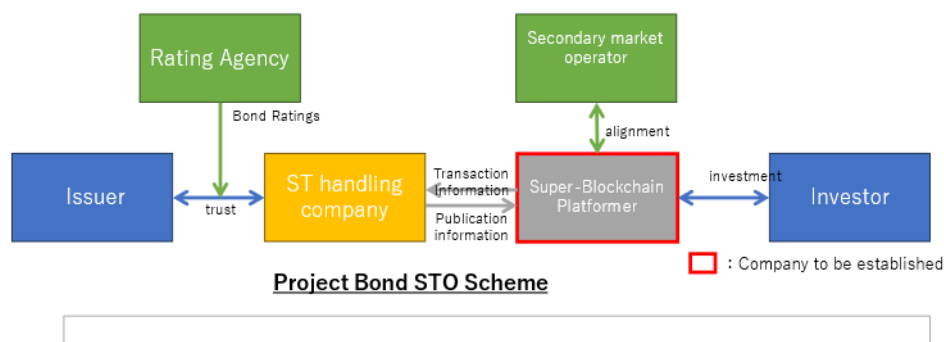 Rating Agency
Secondary market
operator
Bond Ratings
alignment
Issuer
trust
ST handling
company
Transaction
Information
Publication
information
Super-Blockchain
Platformer
investment
Investor
: Company to be established
Project Bond STO Scheme